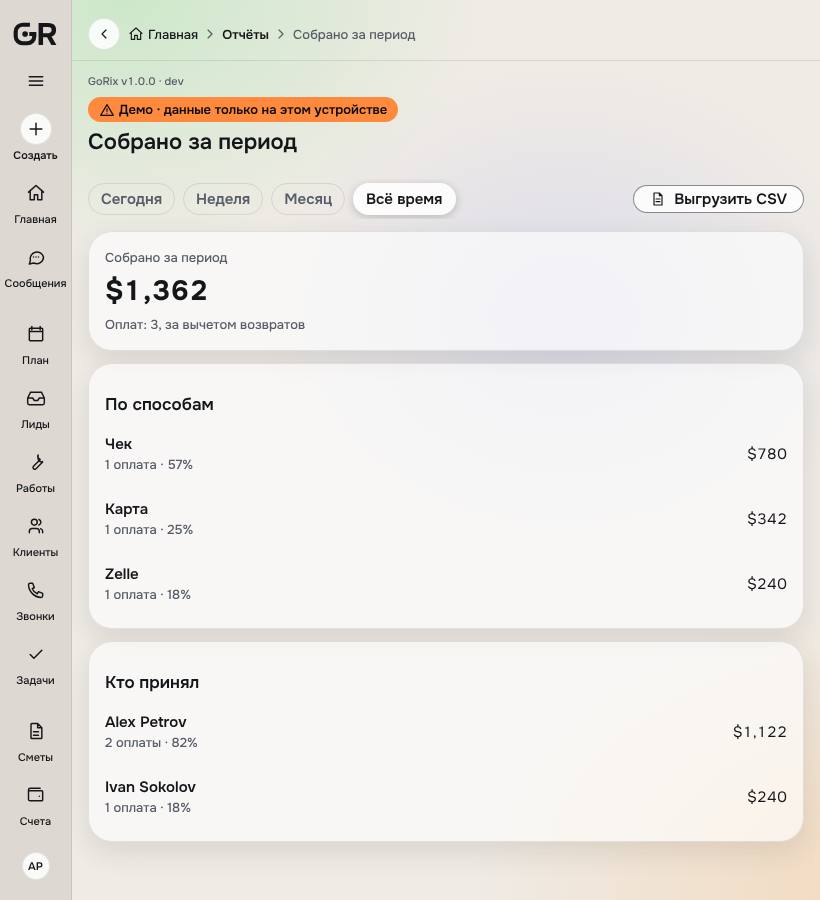 GR
Главная
Отчёты
Собрано за период
GoRix v1.0.0 · dev
Демо · данные только на этом устройстве
Собрано за период
Создать
Главная
Сообщения
План
Лиды
Работы
Клиенты
Звонки
Задачи
Сметы
Счета
AP
Сегодня
Неделя
Месяц
Всё время
Выгрузить CSV
Собрано за период
$1,362
Оплат: 3, за вычетом возвратов
По способам
Чек
1 оплата · 57%
$780
Карта
1 оплата · 25%
$342
Zelle
1 оплата · 18%
$240
Кто принял
Alex Petrov
2 оплаты · 82%
$1,122
Ivan Sokolov
1 оплата · 18%
$240